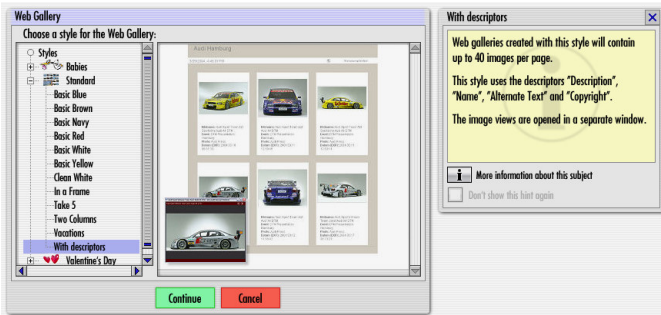 Web Gallery
Choose a style for the Web Gallery:
Styles
Babies
Standard
Basic Blue
Basic Brown
Basic Navy
Basic Red
Basic White
Basic Yellow
Clean White
In a Frame
Take 5
Two Columns
Vacations
With descriptors
Valentine's Day
Audi Hamburg
Continue
Cancel
With descriptors
Web galleries created with this style will contain
up to 40 images per page.
This style uses the descriptors "Description",
"Name", "Alternate Text" and "Copyright".
The image views are opened in a separate window.
More information about this subject
Don't show this hint again